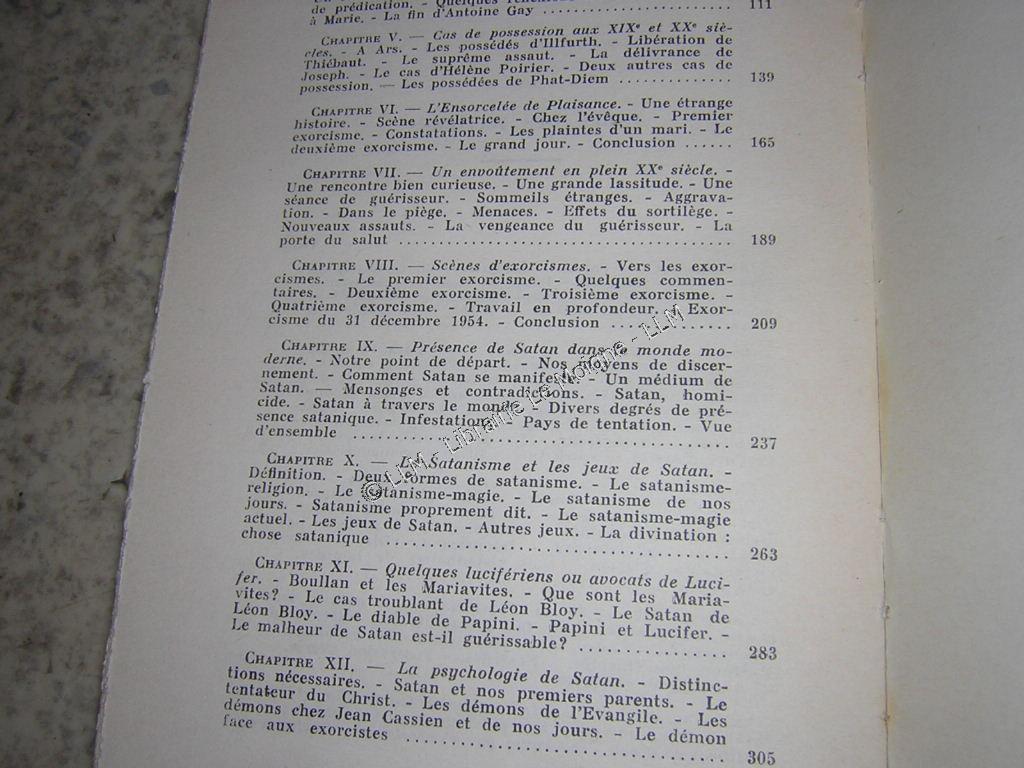 de prédication. - Quelques
à Marie. - La fin d'Antoine Gay .............. 111
CHAPITRE V. — Cas de possession aux XIXe et XXe siè-
cles. - A Ars. - Les possédés d'Illfurth. - Libération de
Thiébaut. - Le suprême assaut. - La délivrance de
Joseph. - Le cas d'Hélène Poirier. - Deux autres cas de
possession. — Les possédées de Phat-Diem .............. 139
CHAPITRE VI. — L'Ensorcelée de Plaisance. - Une étrange
histoire. - Scène révélatrice. - Chez l'évêque. - Premier
exorcisme. - Constatations. - Les plaintes d'un mari. - Le
deuxième exorcisme. - Le grand jour. - Conclusion ...... 165
CHAPITRE VII. — Un envoûtement en plein XXe siècle. -
Une rencontre bien curieuse. - Une grande lassitude. - Une
séance de guérisseur. - Sommeils étranges. - Aggrava-
tion. - Dans le piège. - Menaces. - Effets du sortilège. -
Nouveaux assauts. - La vengeance du guérisseur. - La
porte du salut .............. 189
CHAPITRE VIII. — Scènes d'exorcismes. - Vers les exor-
cismes. - Le premier exorcisme. - Quelques commen-
taires. - Deuxième exorcisme. - Troisième exorcisme. -
Quatrième exorcisme. - Travail en profondeur. - Exor-
cisme du 31 décembre 1954. - Conclusion .............. 209
CHAPITRE IX. — Présence de Satan dans le monde mo-
derne. - Notre point de départ. - Nos moyens de discer-
nement. - Comment Satan se manifeste. - Un médium de
Satan. — Mensonges et contradictions. - Satan, homi-
cide. - Satan à travers le monde. - Divers degrés de pré-
sence satanique. - Infestations. - Pays de tentation. - Vue
d'ensemble .............. 237
CHAPITRE X. — Le Satanisme et les jeux de Satan. -
Définition. - Deux formes de satanisme. - Le satanisme-
religion. - Le satanisme-magie. - Le satanisme de nos
jours. - Satanisme proprement dit. - Le satanisme-magie
actuel. - Les jeux de Satan. - Autres jeux. - La divination :
chose satanique .............. 263
CHAPITRE XI. — Quelques lucifériens ou avocats de Luci-
fer. - Boullan et les Mariavites. - Que sont les Maria-
vites? - Le cas troublant de Léon Bloy. - Le Satan de
Léon Bloy. - Le diable de Papini. - Papini et Lucifer. -
Le malheur de Satan est-il guérissable? .............. 283
CHAPITRE XII. — La psychologie de Satan. - Distinc-
tions nécessaires. - Satan et nos premiers parents. - Le
tentateur du Christ. - Les démons de l'Evangile. - Les
démons chez Jean Cassien et de nos jours. - Le démon
face aux exorcistes .............. 305
© LLM - Librairie Le Moigne - LLM